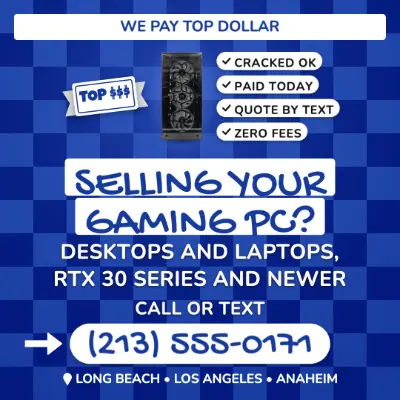 WE PAY TOP DOLLAR
TOP $$$
CRACKED OK
PAID TODAY
QUOTE BY TEXT
ZERO FEES
SELLING YOUR
GAMING PC?
DESKTOPS AND LAPTOPS,
RTX 30 SERIES AND NEWER
CALL OR TEXT
(213) 555-0171
LONG BEACH • LOS ANGELES • ANAHEIM